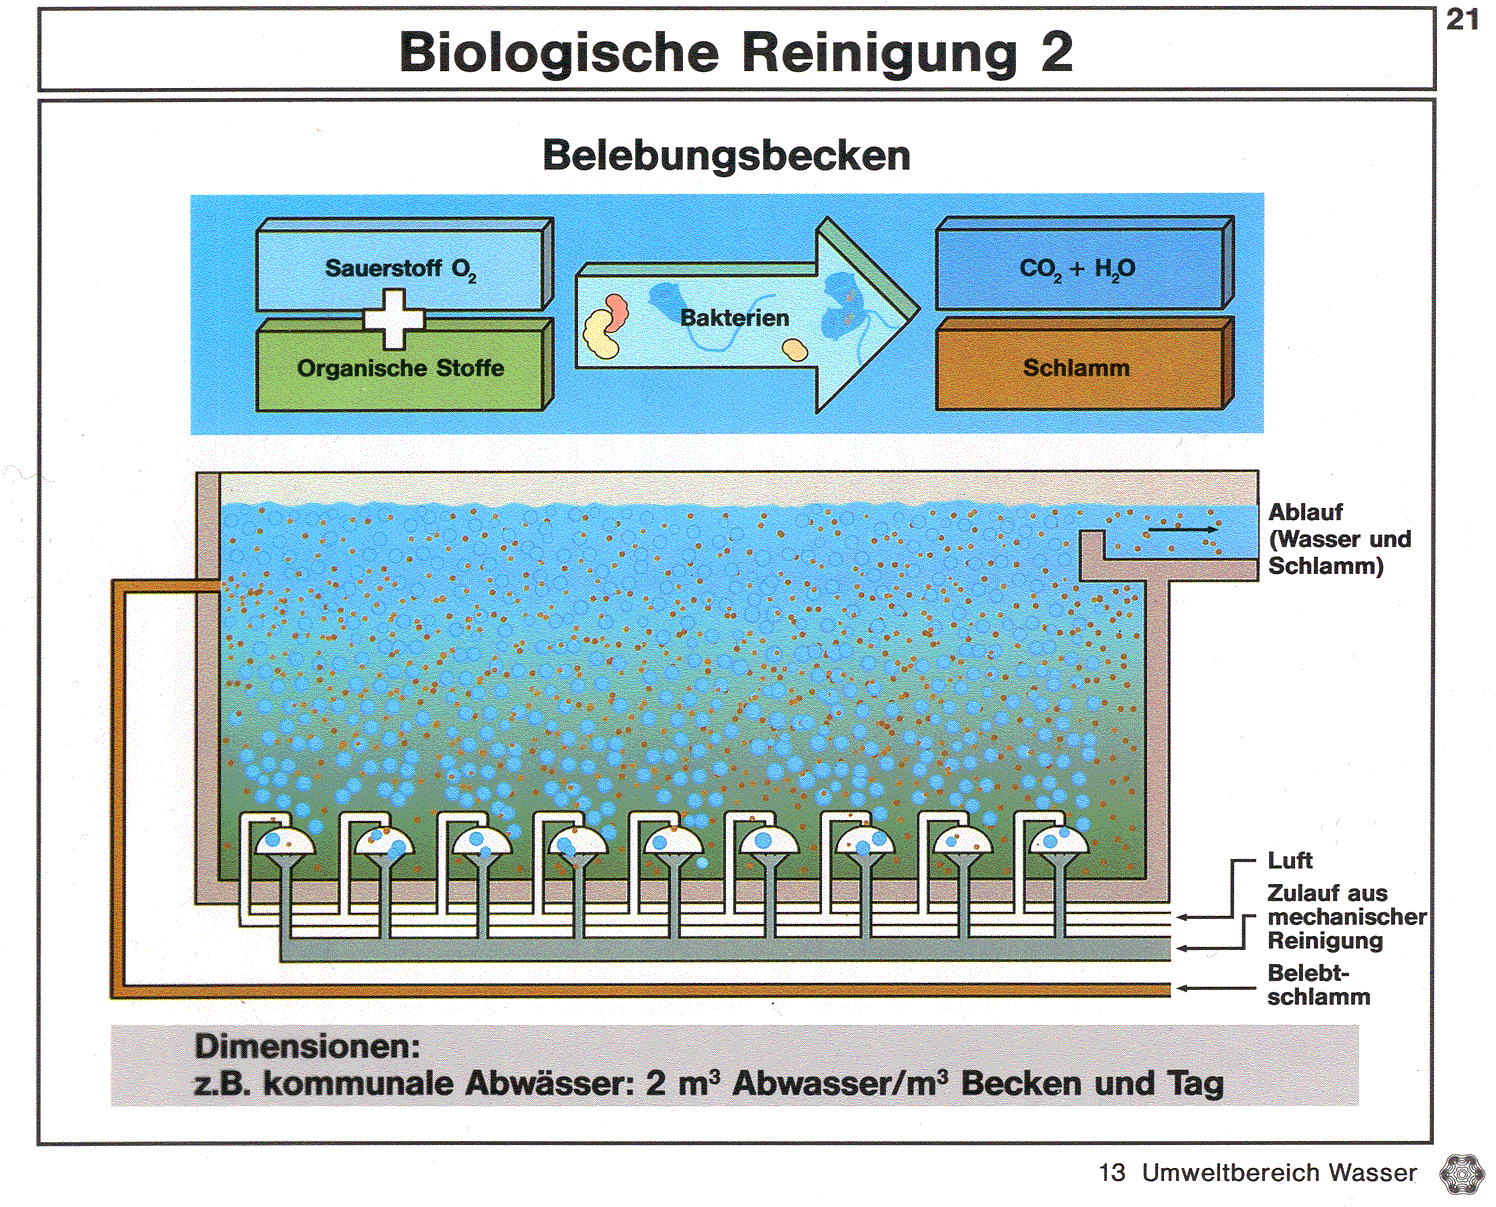 21
Biologische Reinigung 2
Belebungsbecken
Sauerstoff O₂
Organische Stoffe
Bakterien
CO₂ + H₂O
Schlamm
Ablauf
(Wasser und
Schlamm)
Luft
Zulauf aus
mechanischer
Reinigung
Belebt-
schlamm
Dimensionen:
z.B. kommunale Abwässer: 2 m³ Abwasser/m³ Becken und Tag
13 Umweltbereich Wasser